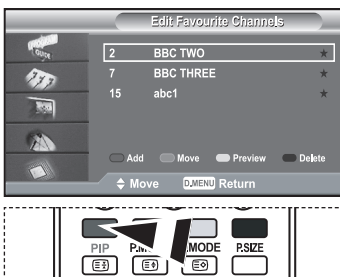 Edit Favourite Channels
GUIDE
2 BBC TWO ★
7 BBC THREE ★
15 abc1 ★
Add Move Preview Delete
Move D.MENU Return
PIP P.M MODE P.SIZE